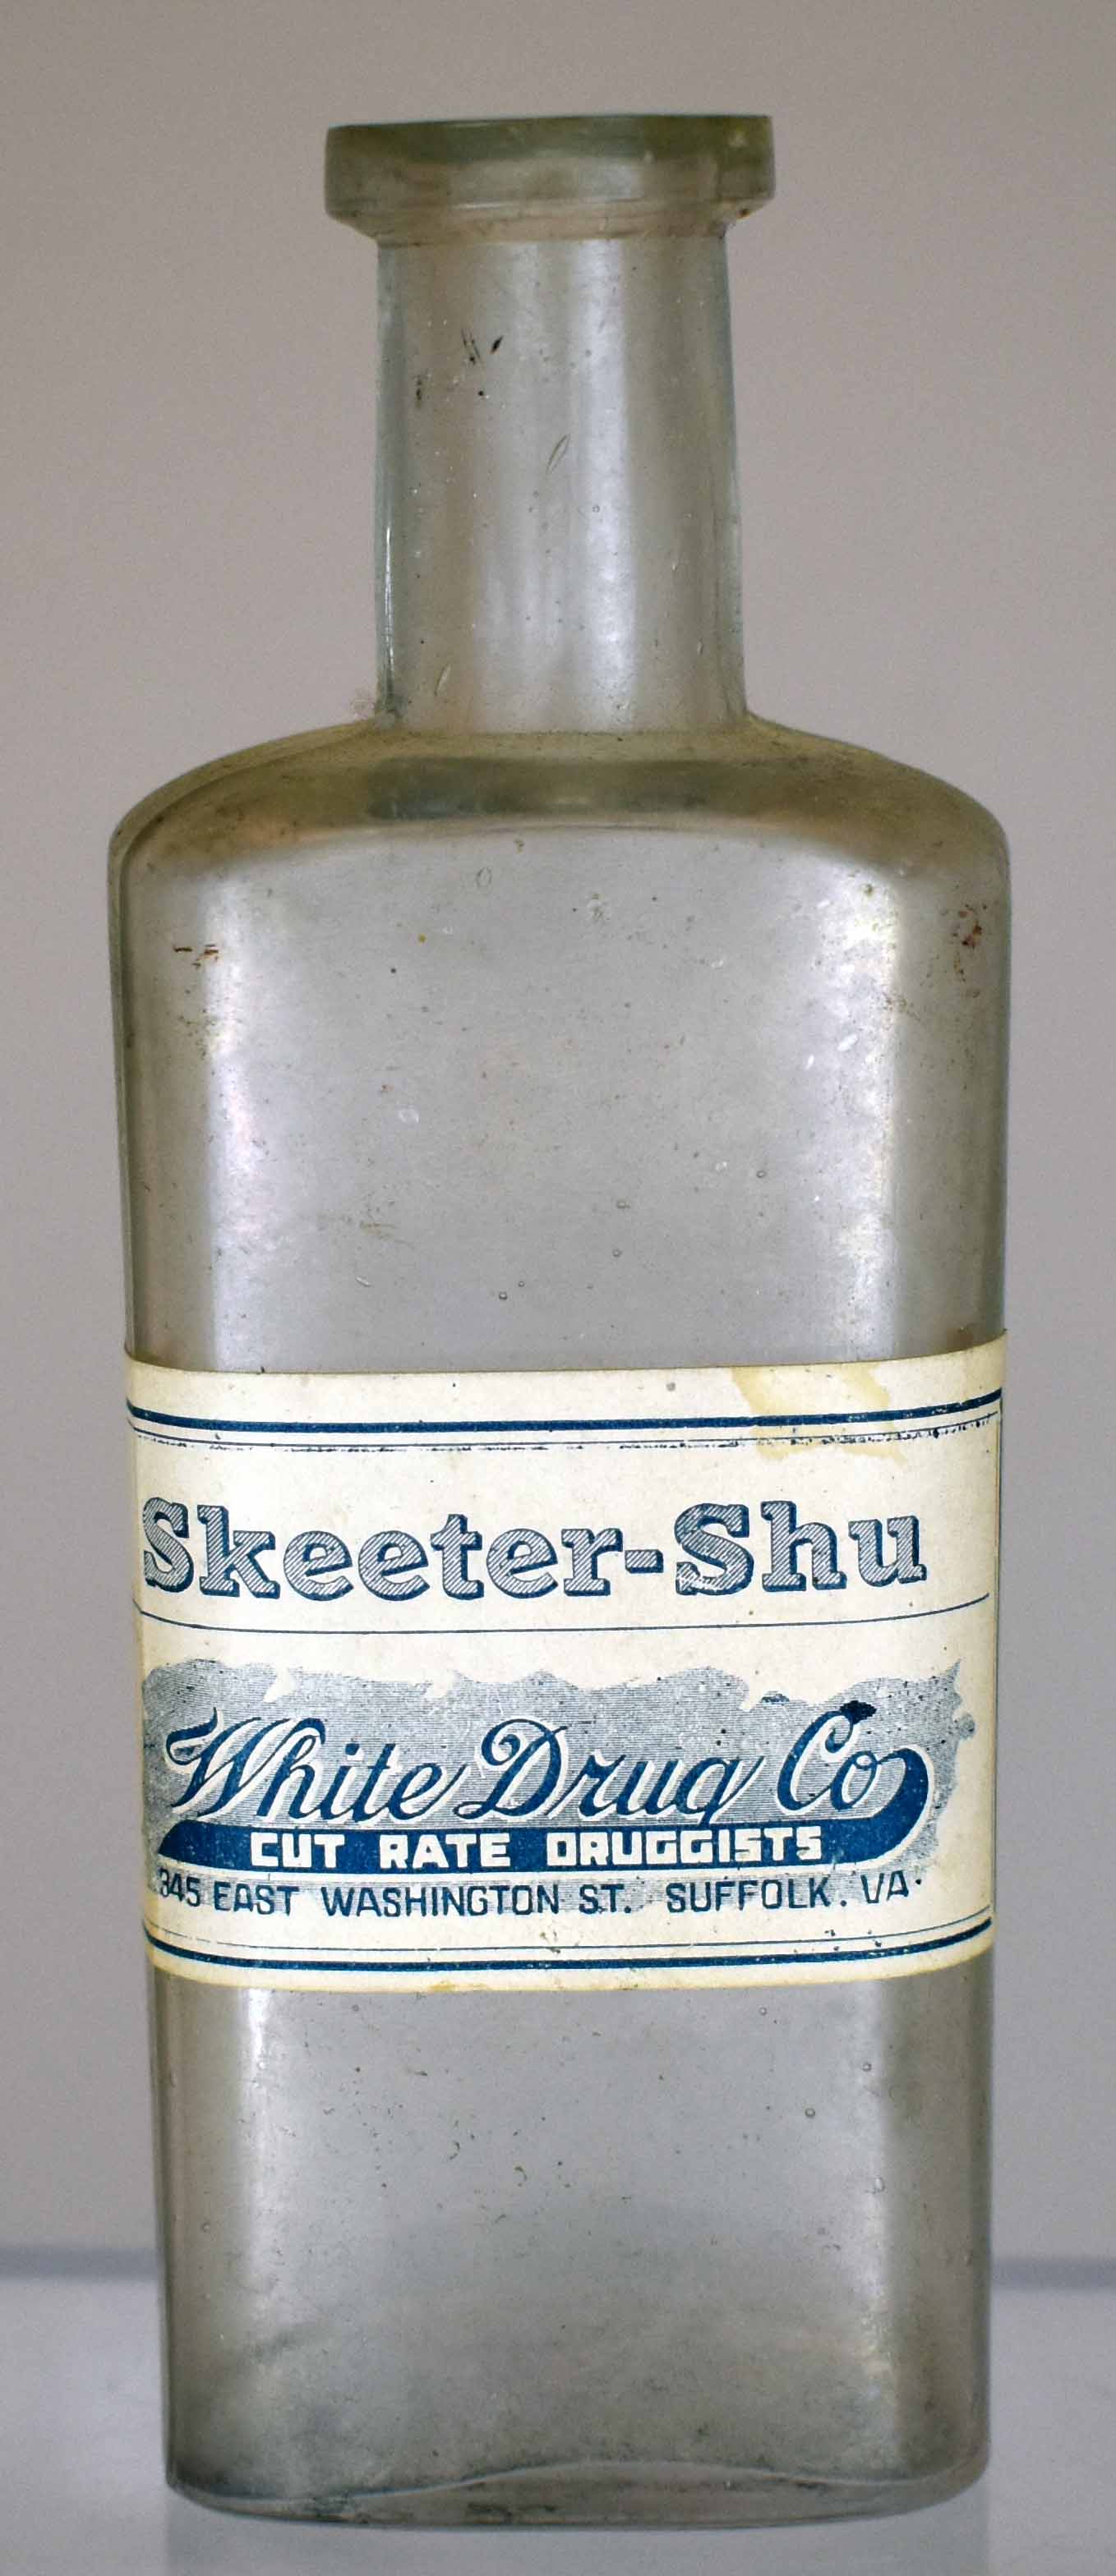 Skeeter-Shu
White Drug Co
CUT RATE DRUGGISTS
345 EAST WASHINGTON ST. SUFFOLK. VA.